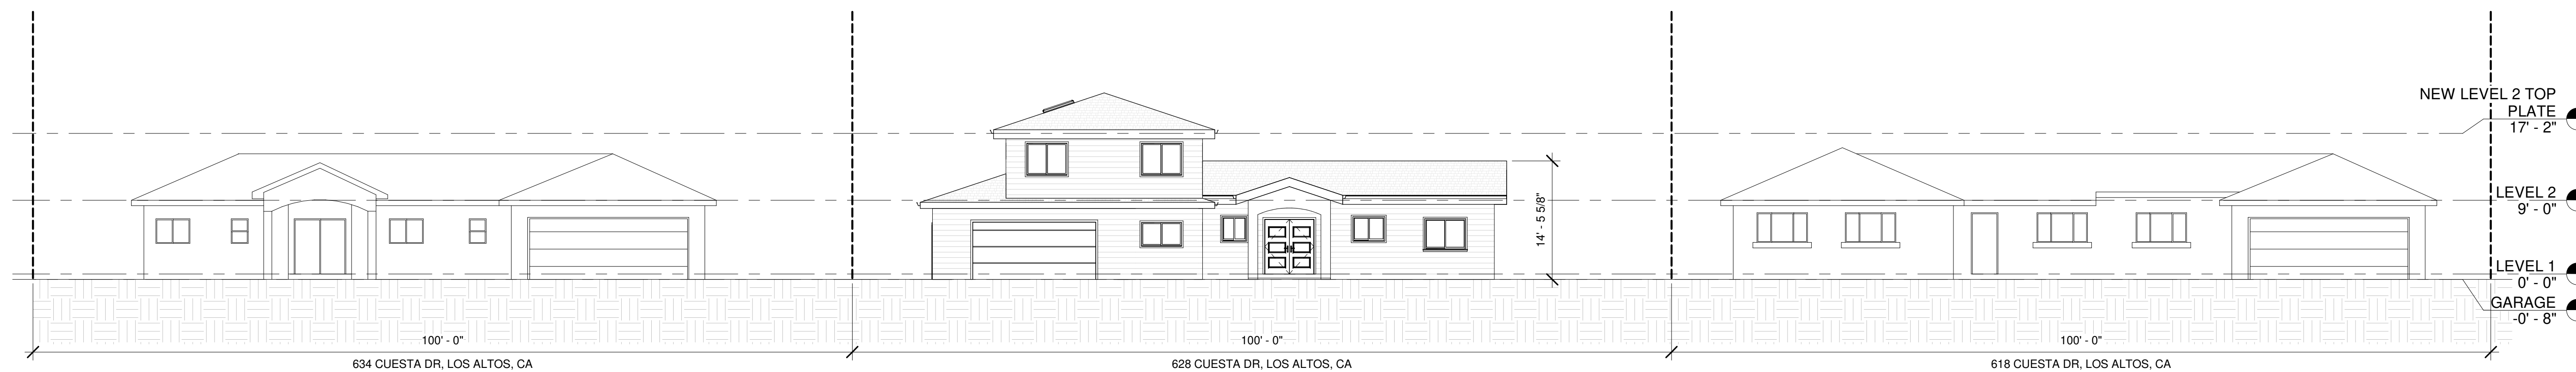 NEW LEVEL 2 TOP
PLATE
17' - 2"
LEVEL 2
9' - 0"
14' - 5 5/8"
LEVEL 1
0' - 0"
GARAGE
-0' - 8"
100' - 0"
100' - 0"
100' - 0"
634 CUESTA DR, LOS ALTOS, CA
628 CUESTA DR, LOS ALTOS, CA
618 CUESTA DR, LOS ALTOS, CA